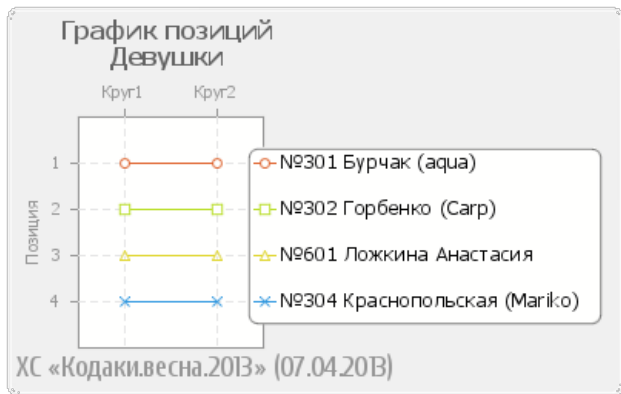 График позиций
Девушки
Круг1 Круг2
Позиция
1 №301 Бурчак (aqua)
2 №302 Горбенко (Carp)
3 №601 Ложкина Анастасия
4 №304 Краснопольская (Mariko)
ХС «Кодаки.весна.2013» (07.04.2013)